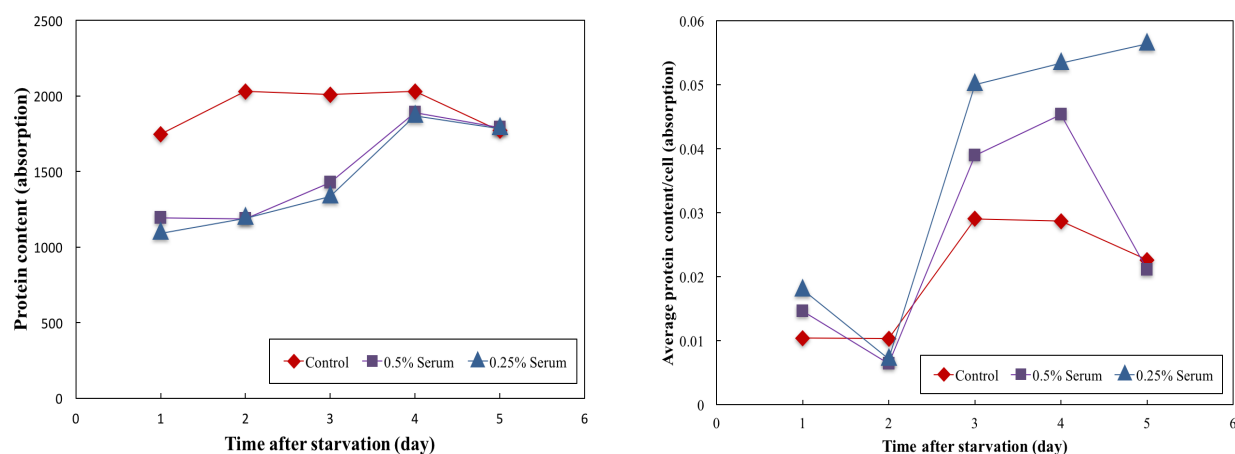 2500
2000
1500
1000
500
0
0 1 2 3 4 5 6
Protein content (absorption)
Time after starvation (day)
Control 0.5% Serum 0.25% Serum
0.06
0.05
0.04
0.03
0.02
0.01
0
0 1 2 3 4 5 6
Average protein content/cell (absorption)
Time after starvation (day)
Control 0.5% Serum 0.25% Serum